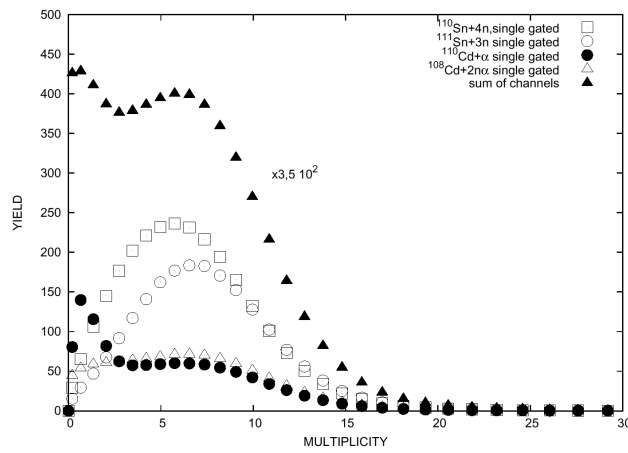 500
450
400
350
300
250
200
150
100
50
0
YIELD
¹¹⁰Sn+4n,single gated
¹¹¹Sn+3n single gated
¹¹⁰Cd+α single gated
¹⁰⁸Cd+2nα single gated
sum of channels
x3,5 10²
0 5 10 15 20 25 30
MULTIPLICITY